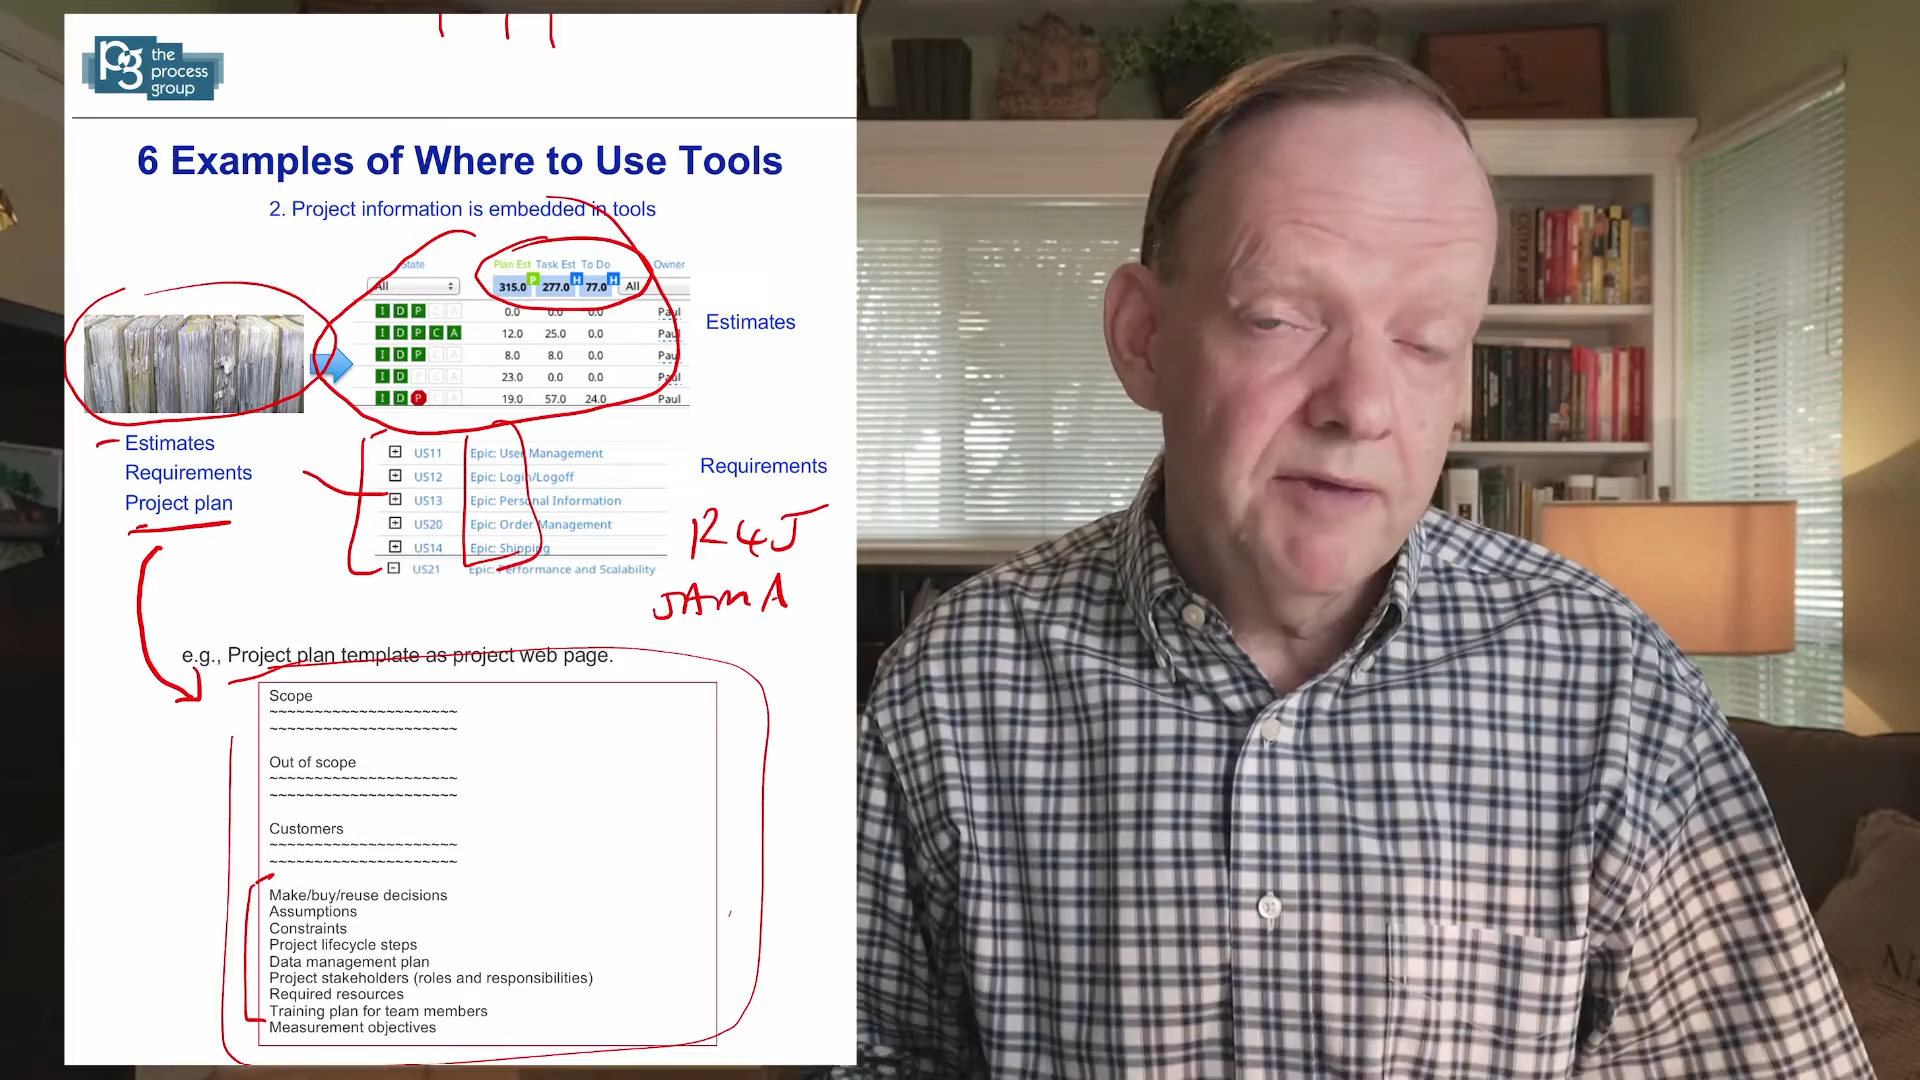 the
process
group
6 Examples of Where to Use Tools
2. Project information is embedded in tools
State Plan Est Task Est To Do Owner
All 315.0 P 277.0 H 77.0 H All
I D P C A 0.0 0.0 0.0 Paul
I D P C A 12.0 25.0 0.0 Paul
I D P C A 8.0 8.0 0.0 Paul
I D P C A 23.0 0.0 0.0 Paul
I D P C A 19.0 57.0 24.0 Paul
Estimates
Estimates
Requirements
Project plan
US11 Epic: User Management
US12 Epic: Login/Logoff
US13 Epic: Personal Information
US20 Epic: Order Management
US14 Epic: Shipping
US21 Epic: Performance and Scalability
Requirements
R4J
JAMA
e.g., Project plan template as project web page.
Scope
~~~~~~~~~~~~~~~~~~~~~
~~~~~~~~~~~~~~~~~~~~~
Out of scope
~~~~~~~~~~~~~~~~~~~~~
~~~~~~~~~~~~~~~~~~~~~
Customers
~~~~~~~~~~~~~~~~~~~~~
~~~~~~~~~~~~~~~~~~~~~
Make/buy/reuse decisions
Assumptions
Constraints
Project lifecycle steps
Data management plan
Project stakeholders (roles and responsibilities)
Required resources
Training plan for team members
Measurement objectives